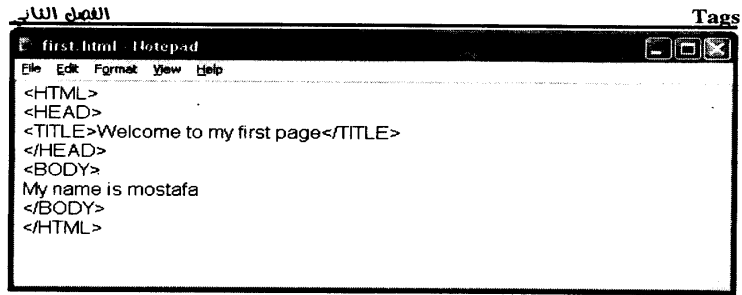 الفصل الثاني Tags
first.html - Notepad
File Edit Format View Help
<HTML>
<HEAD>
<TITLE>Welcome to my first page</TITLE>
</HEAD>
<BODY>
My name is mostafa
</BODY>
</HTML>